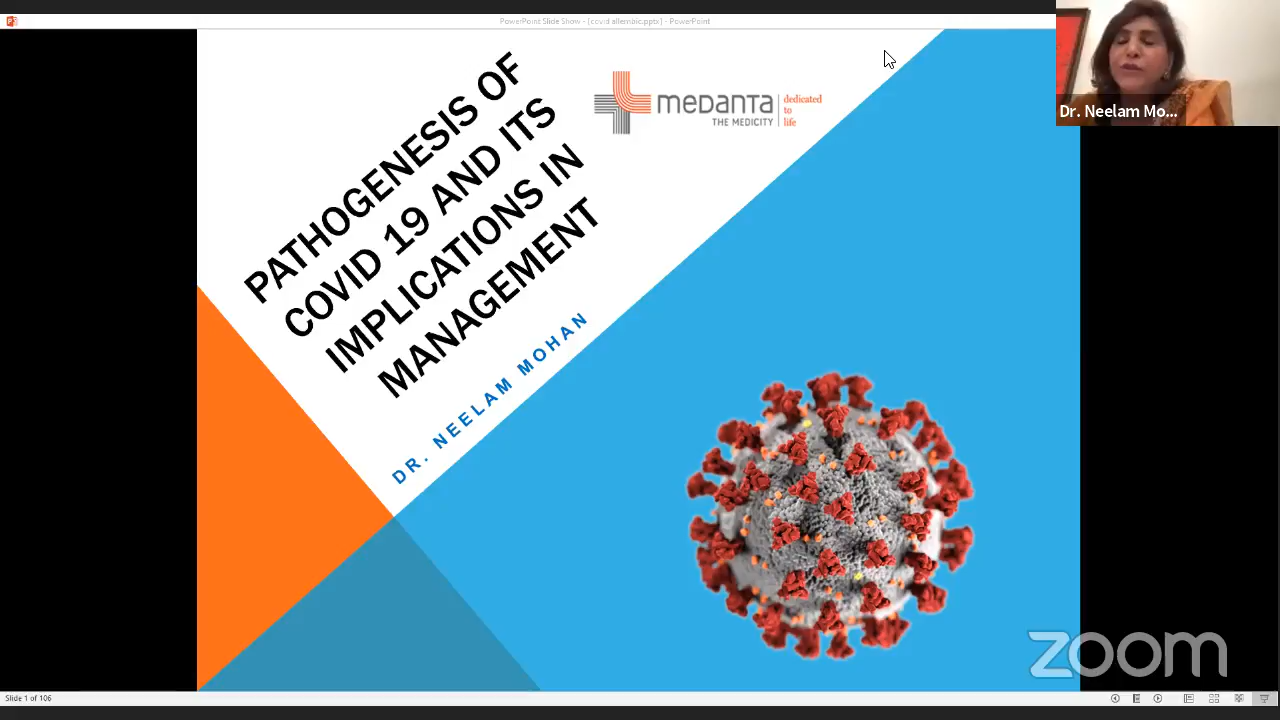 PowerPoint Slide Show - [covid allembic.pptx] - PowerPoint
PATHOGENESIS OF
COVID 19 AND ITS
IMPLICATIONS IN
MANAGEMENT
DR. NEELAM MOHAN
medanta
THE MEDICITY
dedicated
to
life
Dr. Neelam Mo...
zoom
Slide 1 of 106